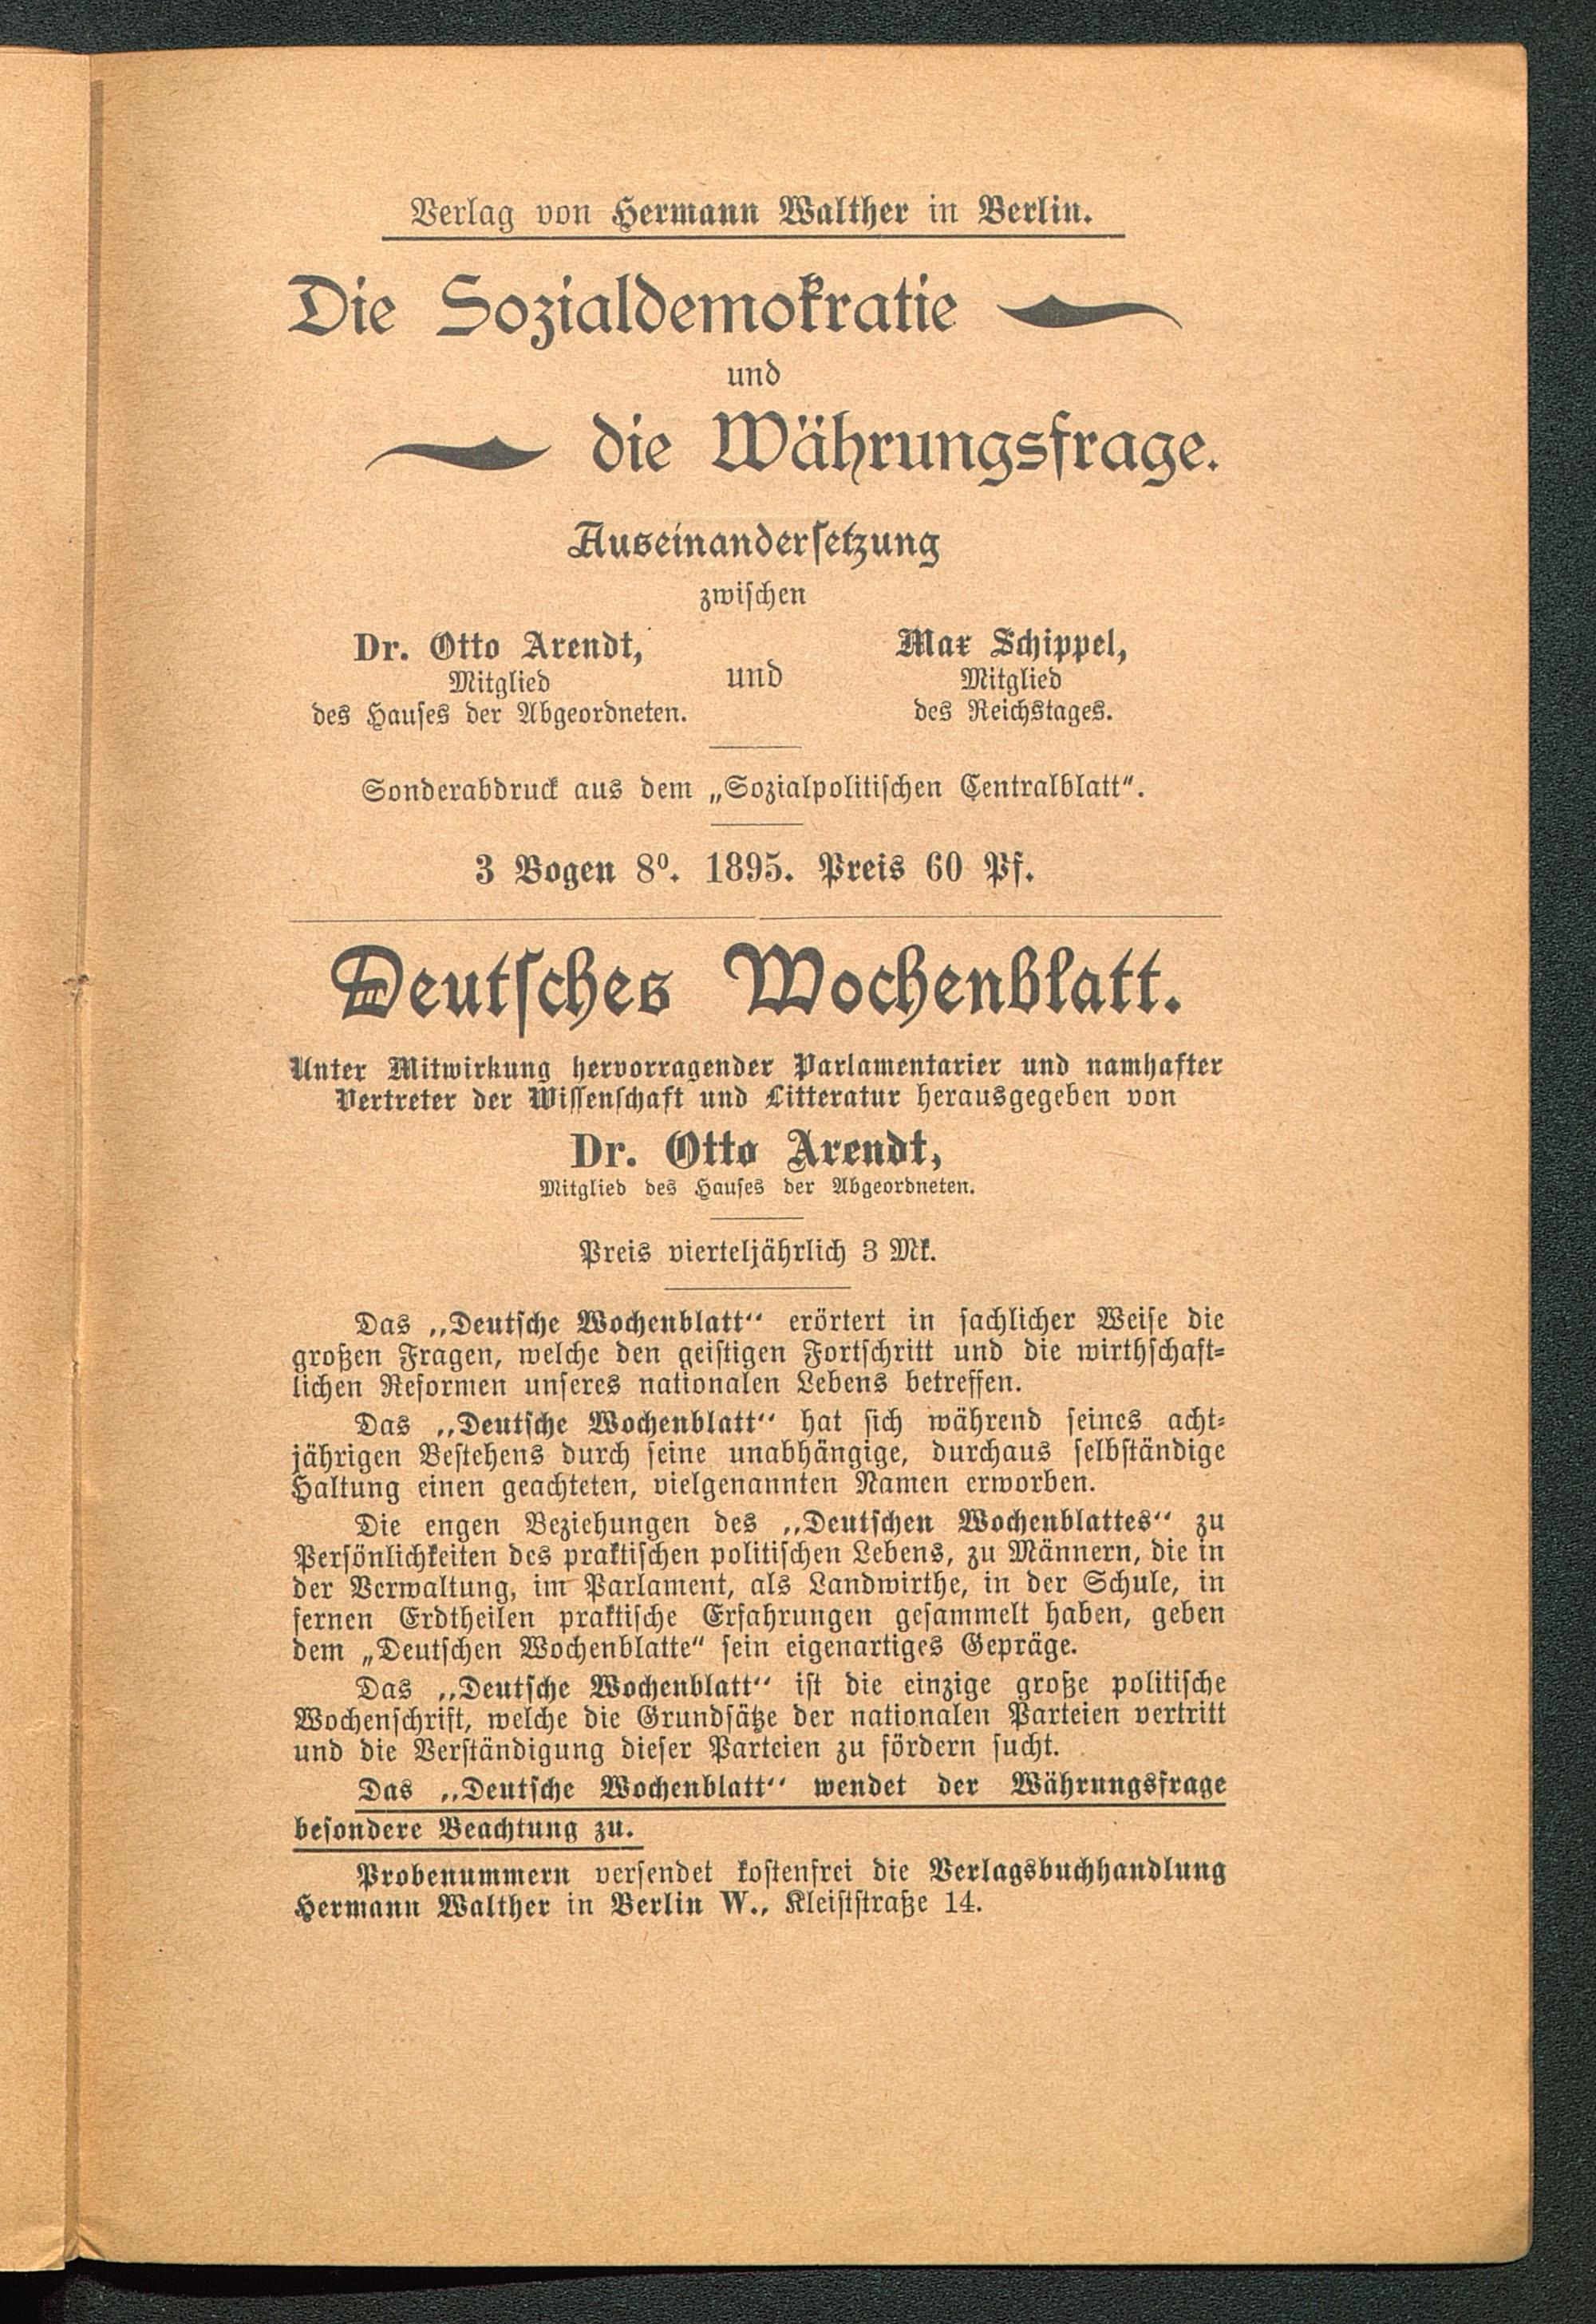 Verlag von Hermann Walther in Berlin.
Die Sozialdemokratie
und
die Währungsfrage.
Auseinandersetzung
zwischen
Dr. Otto Arendt,
Mitglied
des Hauses der Abgeordneten.
und
Max Schippel,
Mitglied
des Reichstages.
Sonderabdruck aus dem „Sozialpolitischen Centralblatt“.
3 Bogen 8⁰. 1895. Preis 60 Pf.
Deutsches Wochenblatt.
Unter Mitwirkung hervorragender Parlamentarier und namhafter
Vertreter der Wissenschaft und Litteratur herausgegeben von
Dr. Otto Arendt,
Mitglied des Hauses der Abgeordneten.
Preis vierteljährlich 3 Mk.
Das „Deutsche Wochenblatt“ erörtert in sachlicher Weise die
großen Fragen, welche den geistigen Fortschritt und die wirthschaft-
lichen Reformen unseres nationalen Lebens betreffen.
Das „Deutsche Wochenblatt“ hat sich während seines acht-
jährigen Bestehens durch seine unabhängige, durchaus selbständige
Haltung einen geachteten, vielgenannten Namen erworben.
Die engen Beziehungen des „Deutschen Wochenblattes“ zu
Persönlichkeiten des praktischen politischen Lebens, zu Männern, die in
der Verwaltung, im Parlament, als Landwirthe, in der Schule, in
fernen Erdtheilen praktische Erfahrungen gesammelt haben, geben
dem „Deutschen Wochenblatte“ sein eigenartiges Gepräge.
Das „Deutsche Wochenblatt“ ist die einzige große politische
Wochenschrift, welche die Grundsätze der nationalen Parteien vertritt
und die Verständigung dieser Parteien zu fördern sucht.
Das „Deutsche Wochenblatt“ wendet der Währungsfrage
besondere Beachtung zu.
Probenummern versendet kostenfrei die Verlagsbuchhandlung
Hermann Walther in Berlin W., Kleiststraße 14.